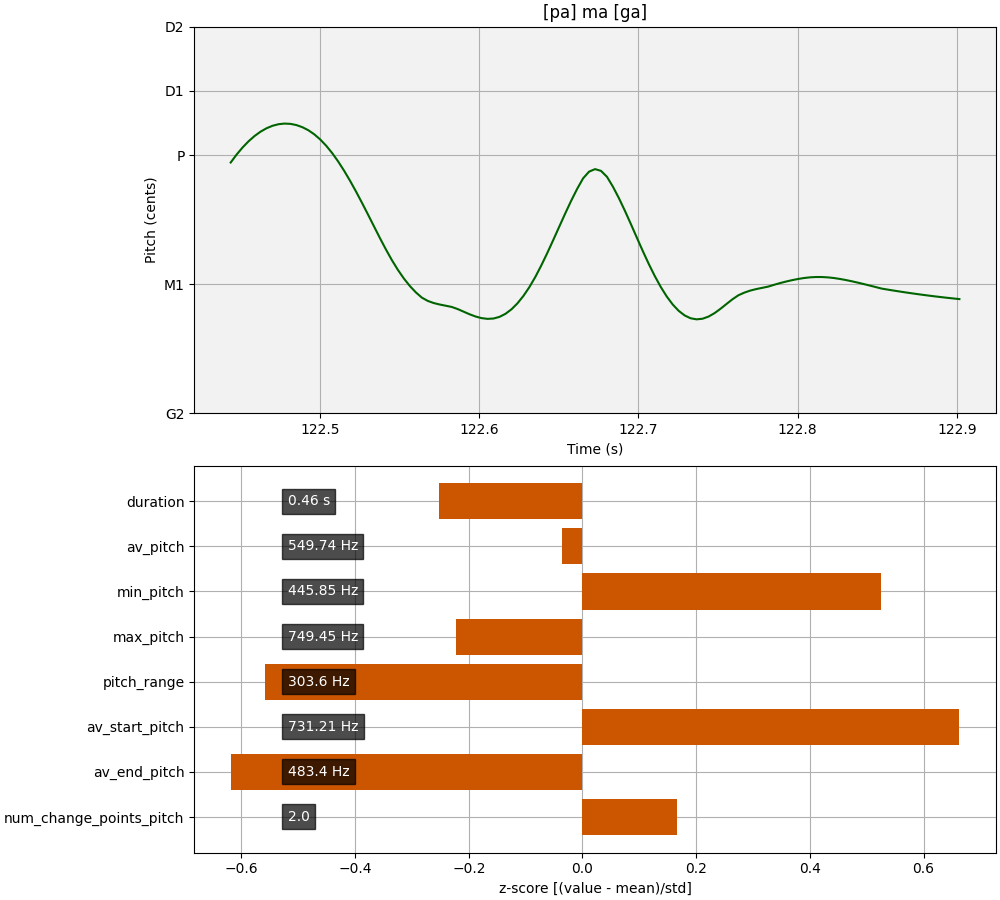 [pa] ma [ga]
D2
D1
P
M1
G2
Pitch (cents)
122.5 122.6 122.7 122.8 122.9
Time (s)
duration 0.46 s
av_pitch 549.74 Hz
min_pitch 445.85 Hz
max_pitch 749.45 Hz
pitch_range 303.6 Hz
av_start_pitch 731.21 Hz
av_end_pitch 483.4 Hz
num_change_points_pitch 2.0
−0.6 −0.4 −0.2 0.0 0.2 0.4 0.6
z-score [(value - mean)/std]